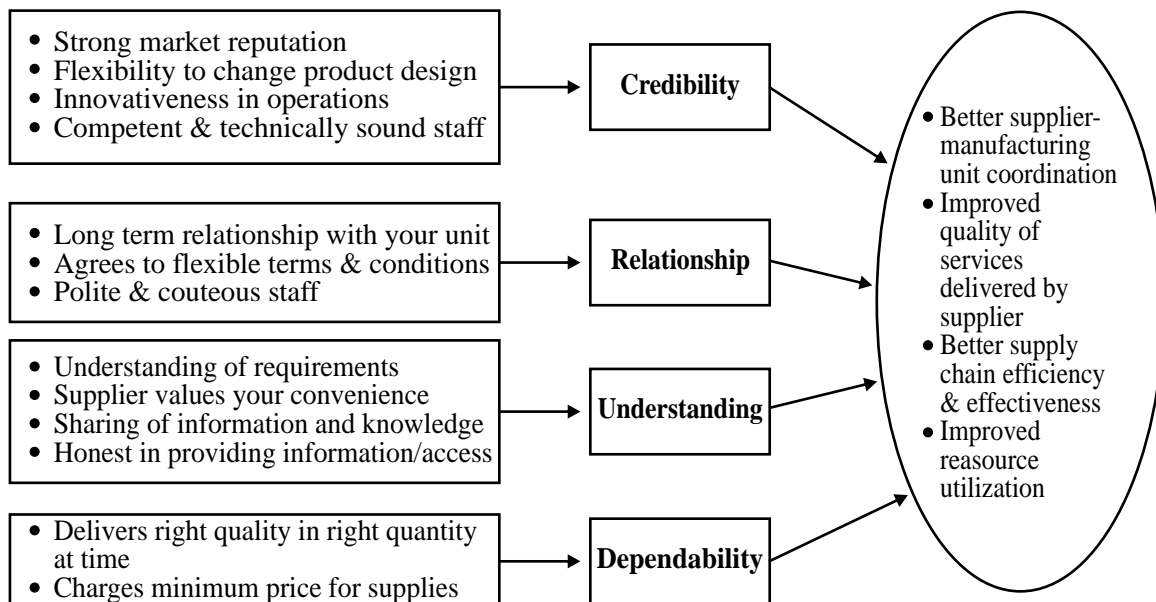 • Strong market reputation
• Flexibility to change product design
• Innovativeness in operations
• Competent & technically sound staff
Credibility
• Long term relationship with your unit
• Agrees to flexible terms & conditions
• Polite & couteous staff
Relationship
• Understanding of requirements
• Supplier values your convenience
• Sharing of information and knowledge
• Honest in providing information/access
Understanding
• Delivers right quality in right quantity
at time
• Charges minimum price for supplies
Dependability
• Better supplier-
manufacturing
unit coordination
• Improved
quality of
services
delivered by
supplier
• Better supply
chain efficiency
& effectiveness
• Improved
reasource
utilization